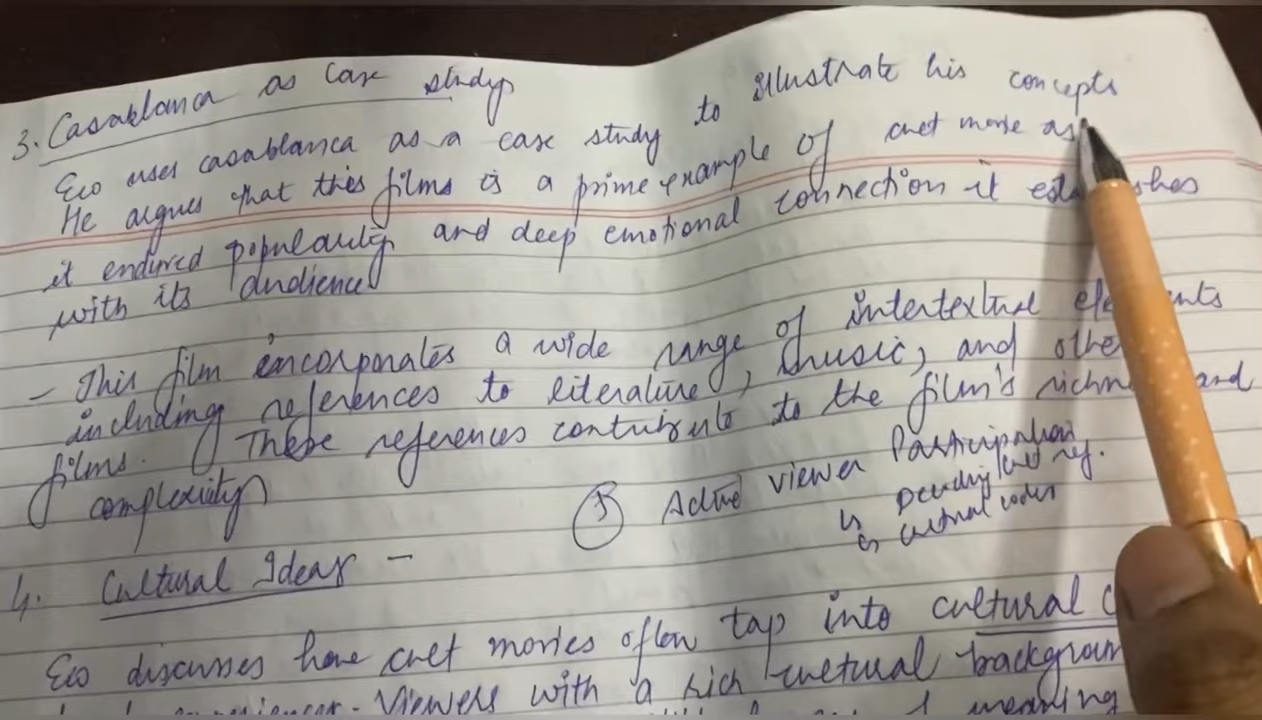 3. Casablanca as Case study
Eco uses casablanca as a case study to illustrate his concepts
He argues that this films is a prime example of cult movie as
it endured popularity and deep emotional connection it
with its audience
- This film incorporates a wide range of intertextual
including references to literature, music, and
films. These references contribute to the film's and
complexity
5 Active viewer Participation
cultural codes
4. Cultural Ideas -
Eco discusses how cult movies often tap into cultural
Viewers with a rich cultural
meaning